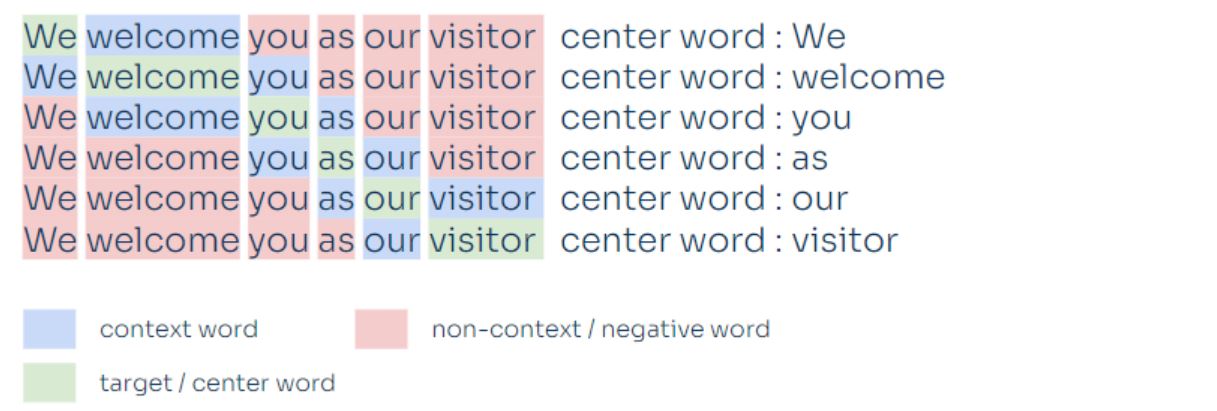 We welcome you as our visitor center word : We
We welcome you as our visitor center word : welcome
We welcome you as our visitor center word : you
We welcome you as our visitor center word : as
We welcome you as our visitor center word : our
We welcome you as our visitor center word : visitor
context word non-context / negative word
target / center word